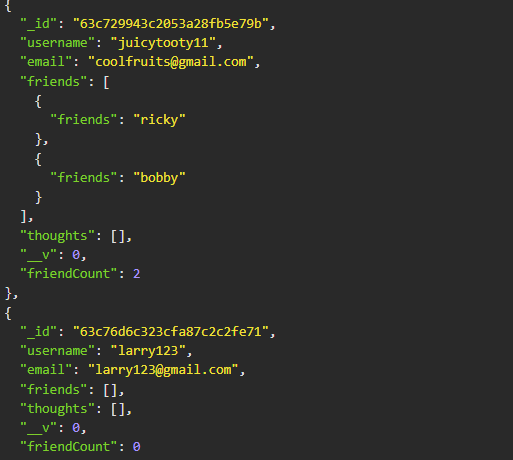 {
"_id": "63c729943c2053a28fb5e79b",
"username": "juicytooty11",
"email": "coolfruits@gmail.com",
"friends": [
{
"friends": "ricky"
},
{
"friends": "bobby"
}
],
"thoughts": [],
"__v": 0,
"friendCount": 2
},
{
"_id": "63c76d6c323cfa87c2c2fe71",
"username": "larry123",
"email": "larry123@gmail.com",
"friends": [],
"thoughts": [],
"__v": 0,
"friendCount": 0